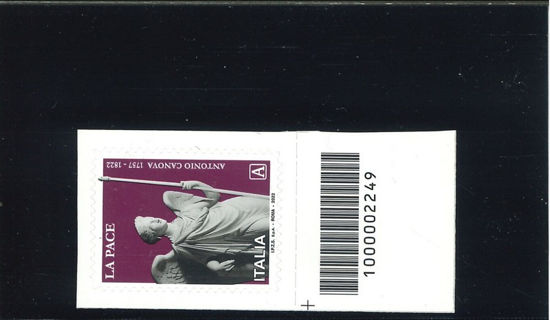 LA PACE
ANTONIO CANOVA 1757 - 1822
A
ITALIA
I.P.Z.S. S.p.A. - ROMA - 2022
1000002249